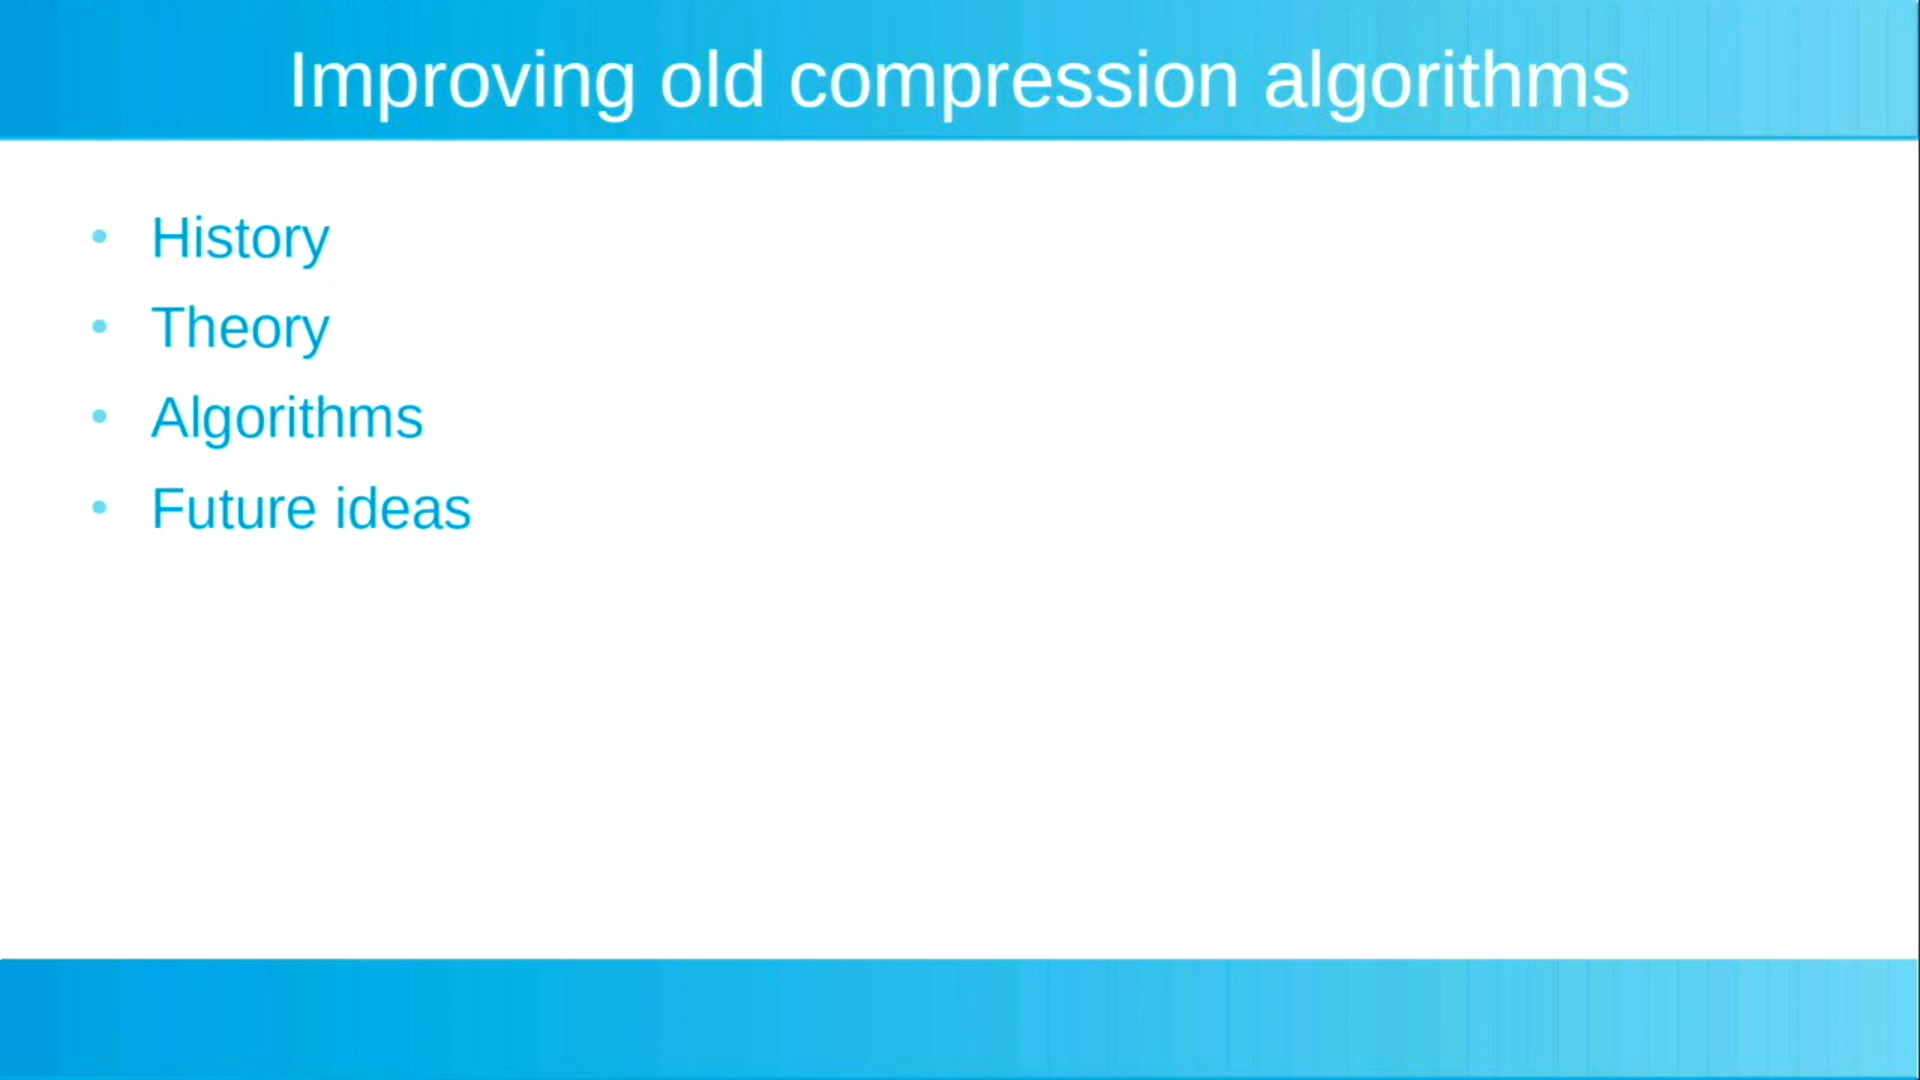 Improving old compression algorithms
• History
• Theory
• Algorithms
• Future ideas